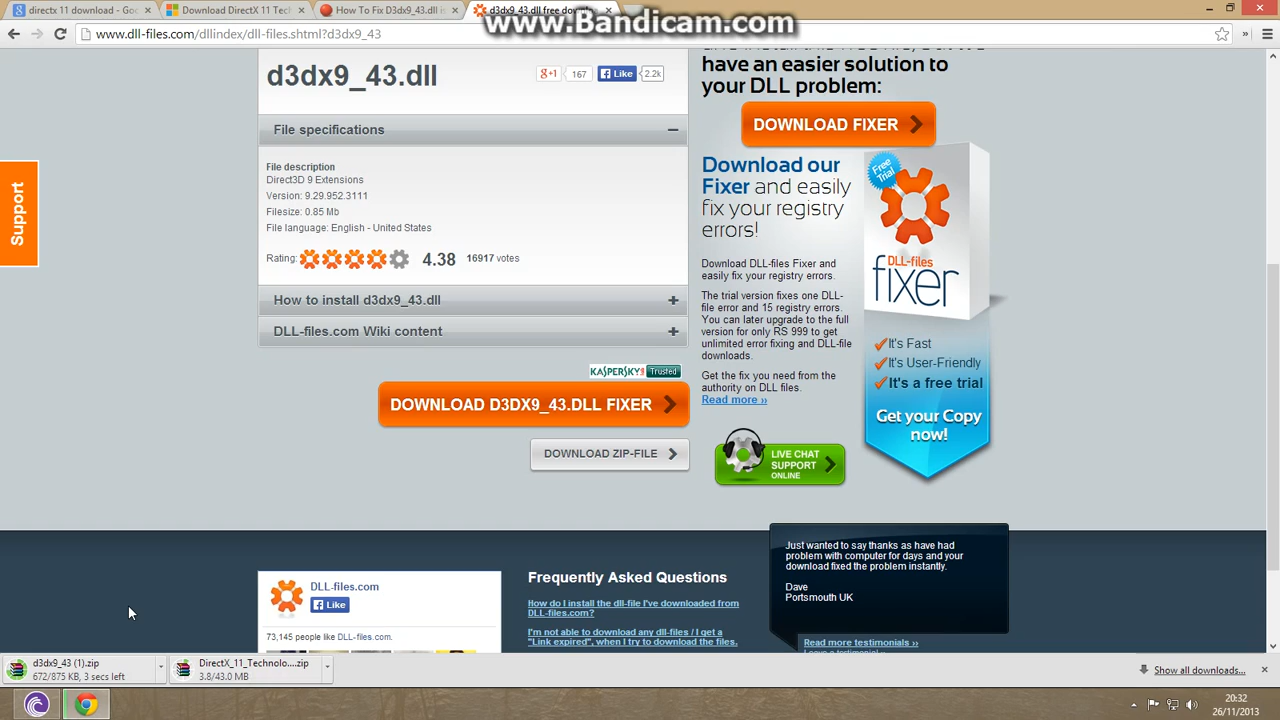 directx 11 download - Goo
Download DirectX 11 Tech
How To Fix D3dx9_43.dll is
d3dx9_43.dll free down
www.Bandicam.com
www.dll-files.com/dllindex/dll-files.shtml?d3dx9_43
d3dx9_43.dll
+1
167
Like
2.2k
have an easier solution to
your DLL problem:
DOWNLOAD FIXER
File specifications
File description
Direct3D 9 Extensions
Version: 9.29.952.3111
Filesize: 0.85 Mb
File language: English - United States
Rating:
4.38
16917 votes
How to install d3dx9_43.dll
DLL-files.com Wiki content
KASPERSKY
Trusted
DOWNLOAD D3DX9_43.DLL FIXER
DOWNLOAD ZIP-FILE
Download our
Fixer and easily
fix your registry
errors!
Download DLL-files Fixer and
easily fix your registry errors.
The trial version fixes one DLL-
file error and 15 registry errors.
You can later upgrade to the full
version for only RS 999 to get
unlimited error fixing and DLL-file
downloads.
Get the fix you need from the
authority on DLL files.
Read more ››
Free
Trial
DLL-files
fixer
It's Fast
It's User-Friendly
It's a free trial
Get your Copy
now!
LIVE CHAT
SUPPORT
ONLINE
Support
DLL-files.com
Like
73,145 people like DLL-files.com.
Frequently Asked Questions
How do I install the dll-file I've downloaded from
DLL-files.com?
I'm not able to download any dll-files / I get a
"Link expired", when I try to download the files.
Just wanted to say thanks as have had
problem with computer for days and your
download fixed the problem instantly.
Dave
Portsmouth UK
Read more testimonials ››
d3dx9_43 (1).zip
672/875 KB, 3 secs left
DirectX_11_Technolo....zip
3.8/43.0 MB
Show all downloads...
20:32
26/11/2013